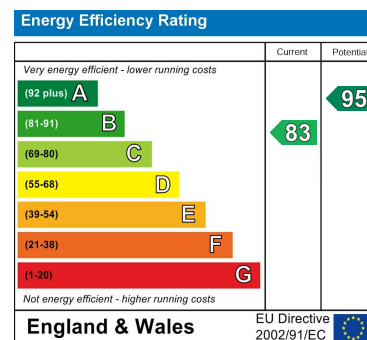 Energy Efficiency Rating
Current Potential
Very energy efficient - lower running costs
(92 plus) A
95
(81-91) B
83
(69-80) C
(55-68) D
(39-54) E
(21-38) F
(1-20) G
Not energy efficient - higher running costs
England & Wales
EU Directive
2002/91/EC